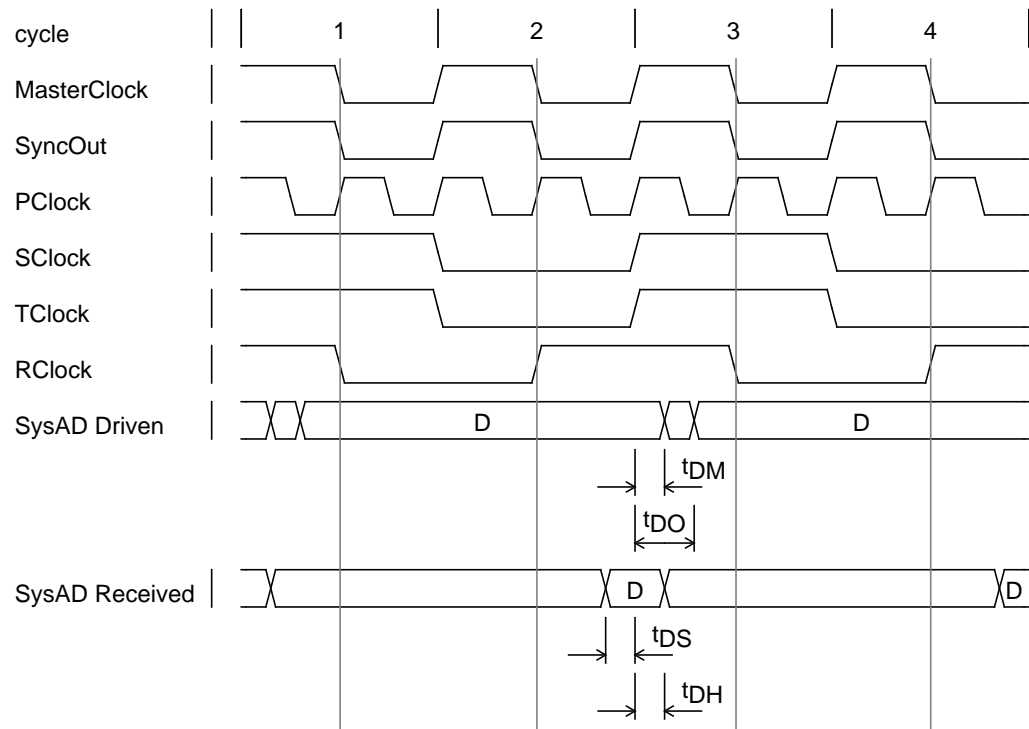 cycle 1 2 3 4
MasterClock
SyncOut
PClock
SClock
TClock
RClock
SysAD Driven D D
tDM
tDO
SysAD Received D D
tDS
tDH